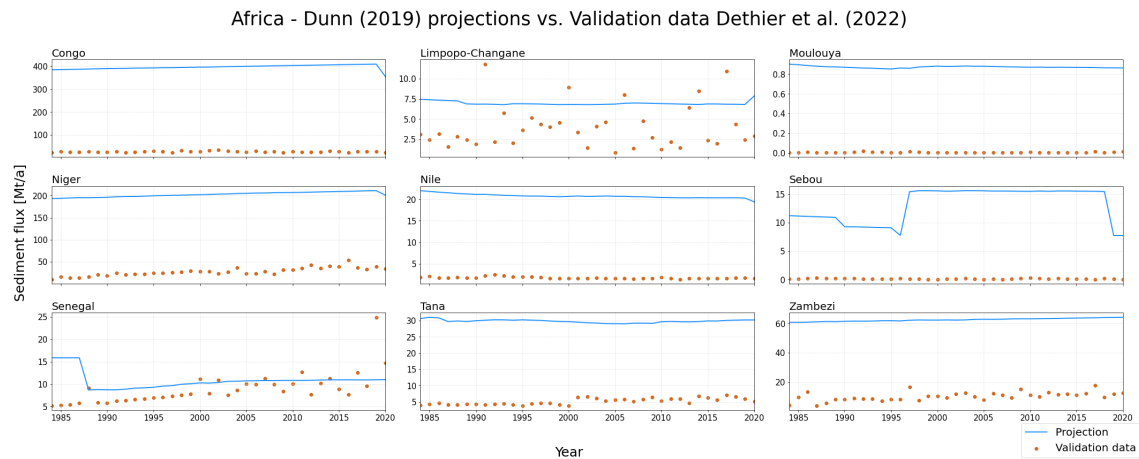 Africa - Dunn (2019) projections vs. Validation data Dethier et al. (2022)
Congo
Limpopo-Changane
Moulouya
400
300
200
100
10.0
7.5
5.0
2.5
0.8
0.6
0.4
0.2
0.0
Sediment flux [Mt/a]
Niger
Nile
Sebou
200
150
100
50
20
15
10
5
15
10
5
0
Senegal
Tana
Zambezi
25
20
15
10
5
30
25
20
15
10
5
60
40
20
1985 1990 1995 2000 2005 2010 2015 2020
1985 1990 1995 2000 2005 2010 2015 2020
1985 1990 1995 2000 2005 2010 2015 2020
Year
Projection
Validation data